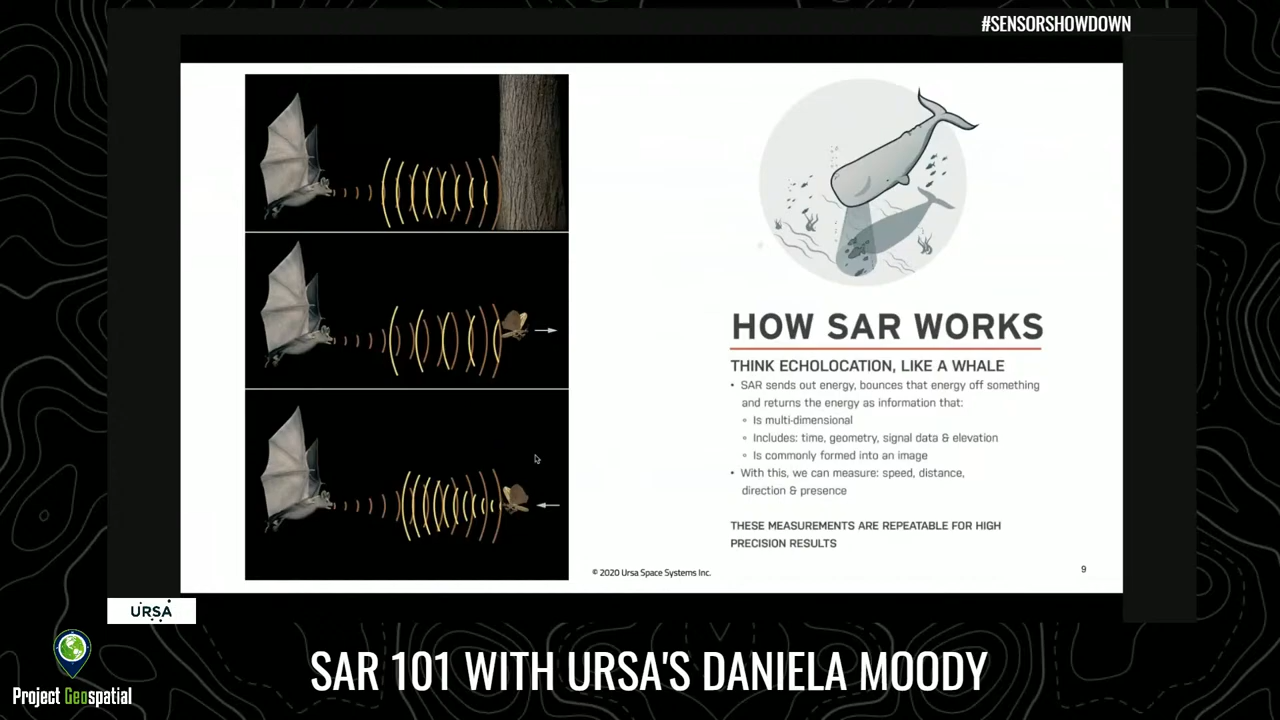 #SENSORSHOWDOWN
HOW SAR WORKS
THINK ECHOLOCATION, LIKE A WHALE
• SAR sends out energy, bounces that energy off something
and returns the energy as information that:
Is multi-dimensional
Includes: time, geometry, signal data & elevation
Is commonly formed into an image
• With this, we can measure: speed, distance,
direction & presence
THESE MEASUREMENTS ARE REPEATABLE FOR HIGH
PRECISION RESULTS
© 2020 Ursa Space Systems Inc.
9
URSA
Project Geospatial
SAR 101 WITH URSA'S DANIELA MOODY